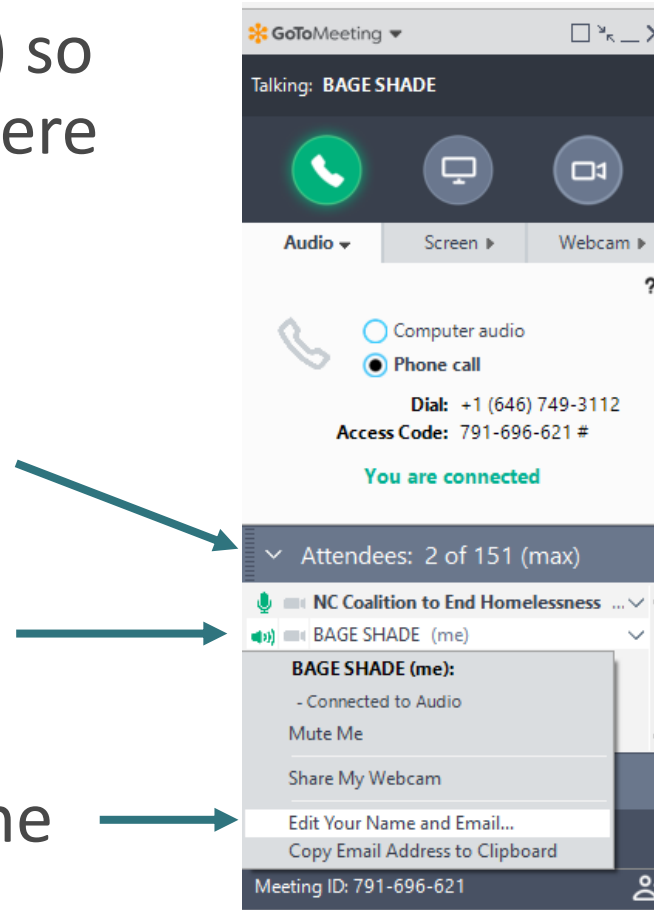 ) so
ere
GoToMeeting
Talking: BAGE SHADE
Audio Screen Webcam
?
Computer audio
Phone call
Dial: +1 (646) 749-3112
Access Code: 791-696-621 #
You are connected
Attendees: 2 of 151 (max)
NC Coalition to End Homelessness ...
BAGE SHADE (me)
BAGE SHADE (me):
- Connected to Audio
Mute Me
Share My Webcam
ne
Edit Your Name and Email...
Copy Email Address to Clipboard
Meeting ID: 791-696-621